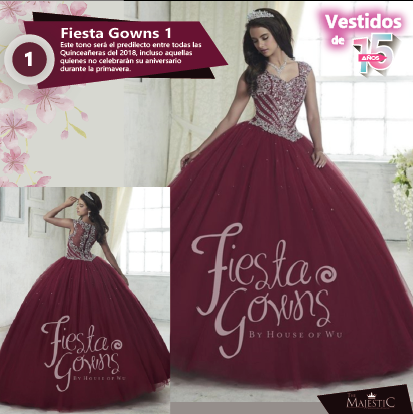 Fiesta Gowns 1
1
Este tono será el predilecto entre todas las
Quinceañeras del 2018, incluso aquellas
quienes no celebrarán su aniversario
durante la primavera.
Vestidos
de 15
AÑOS
Fiesta
Gowns
BY HOUSE OF WU
Fiesta
Gowns
BY HOUSE OF WU
MAJESTIC